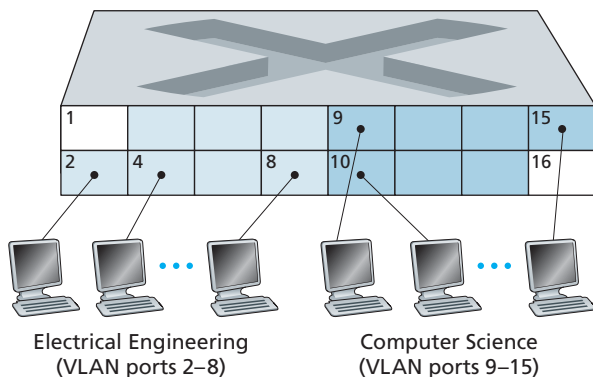 1 9 15
2 4 8 10 16
Electrical Engineering
(VLAN ports 2–8)
Computer Science
(VLAN ports 9–15)